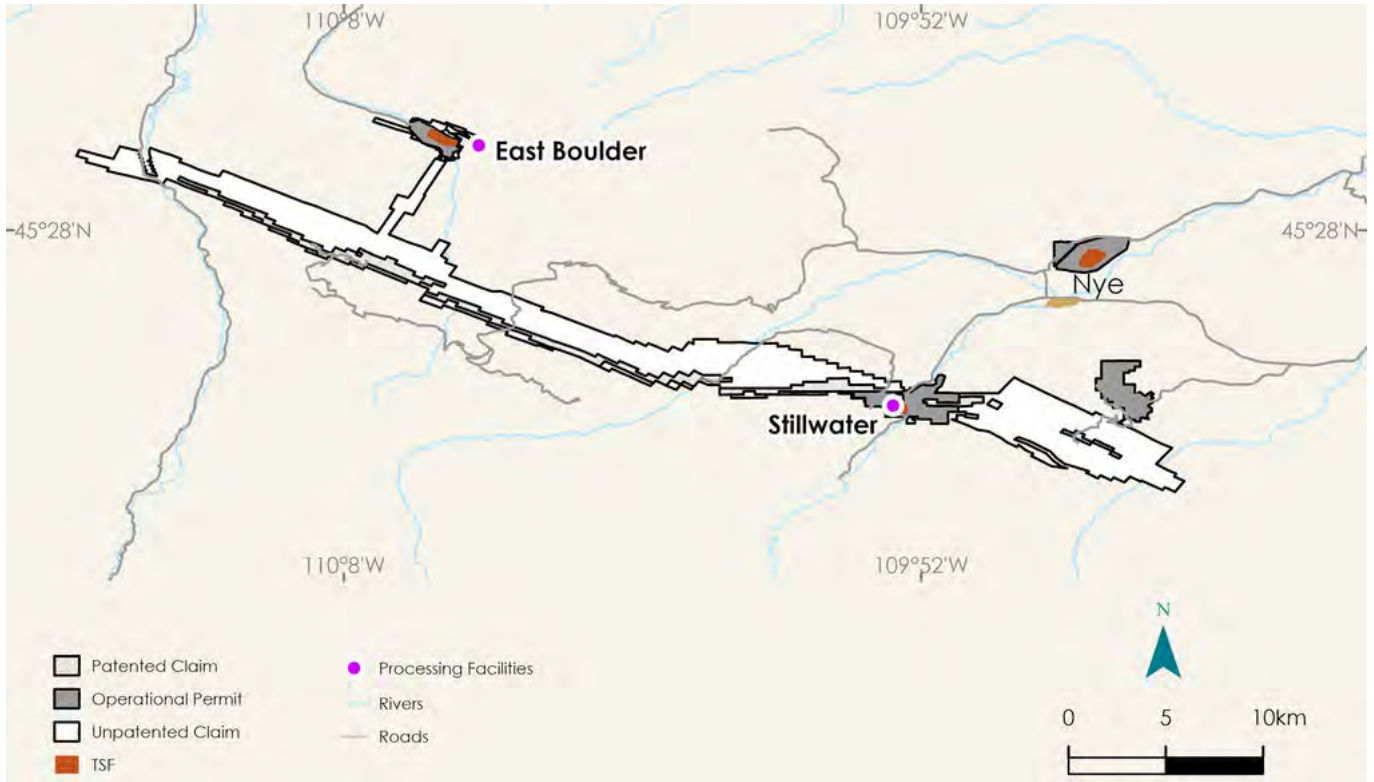 110°8'W
109°52'W
East Boulder
45°28'N
45°28'N
Nye
Stillwater
110°8'W
109°52'W
N
Patented Claim
Operational Permit
Unpatented Claim
TSF
Processing Facilities
Rivers
Roads
0 5 10km